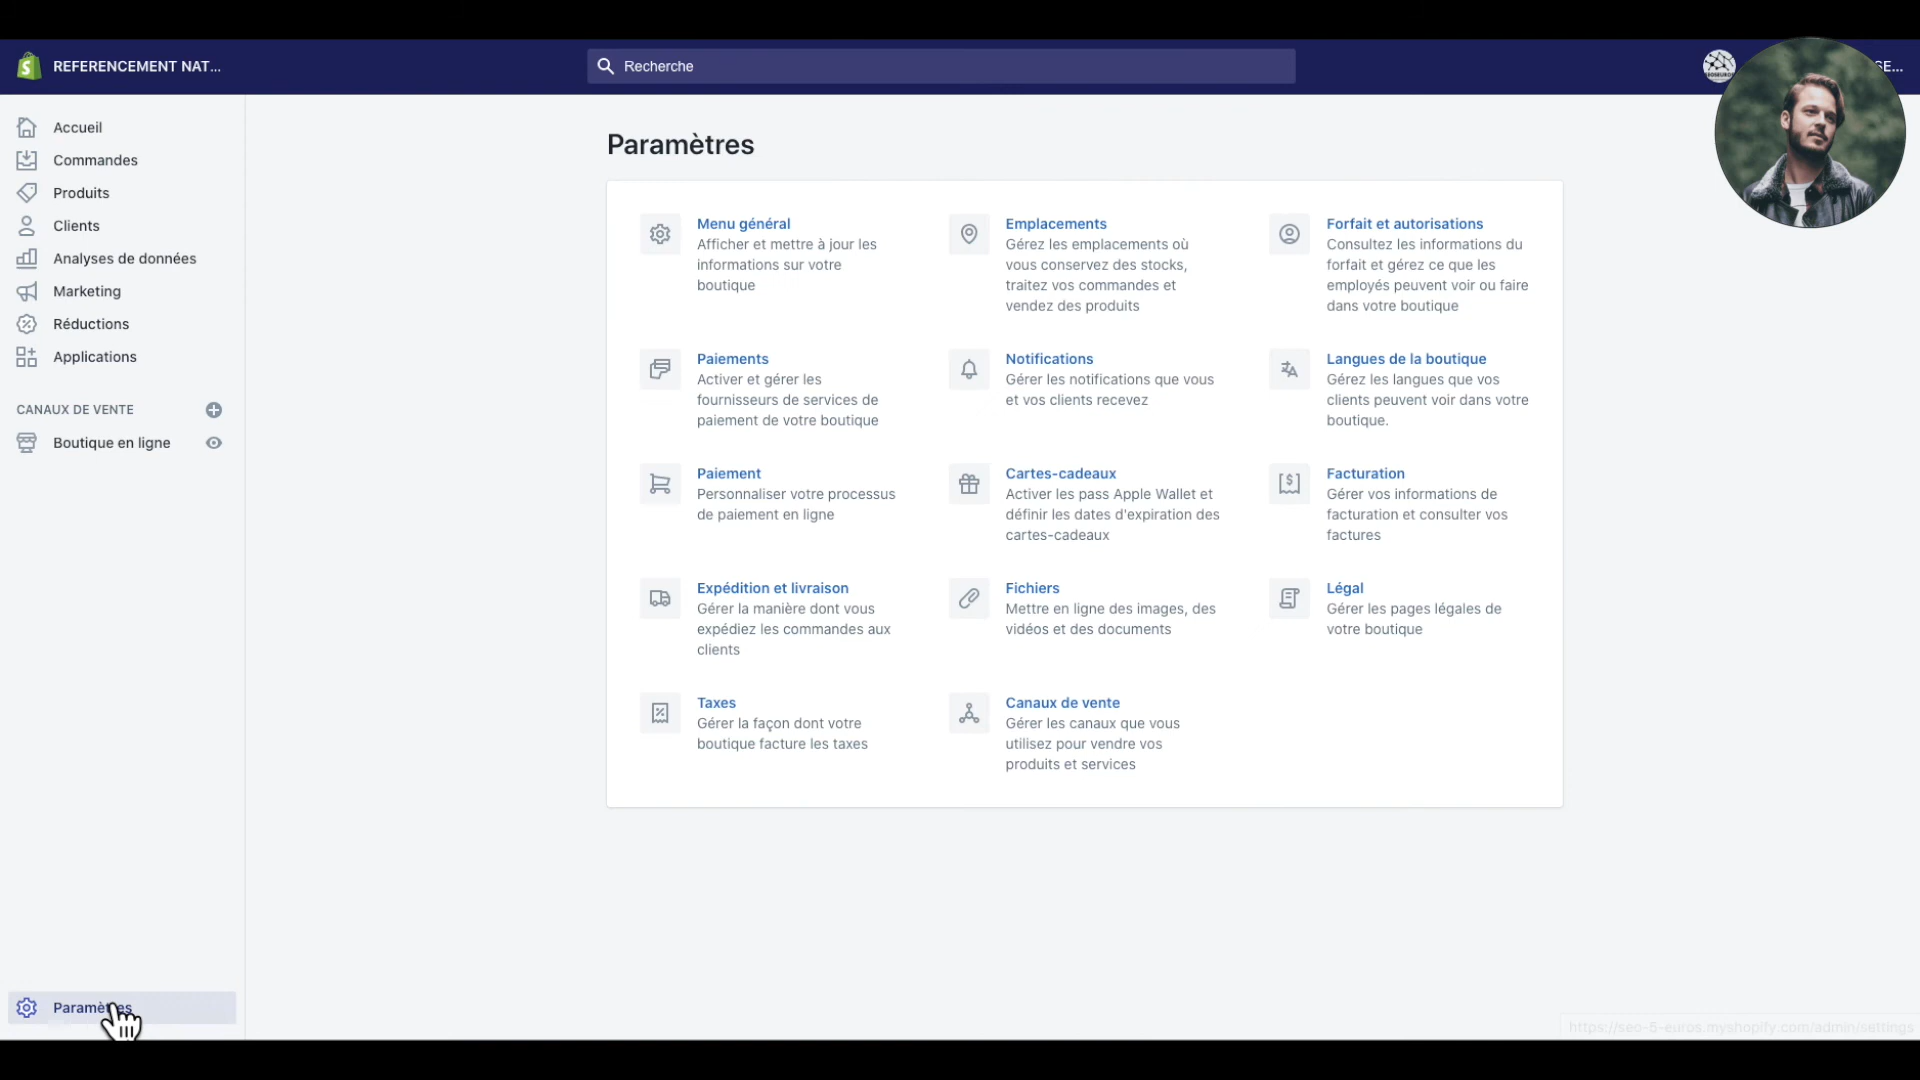 REFERENCEMENT NAT...
Recherche
SE...
Accueil
Commandes
Produits
Clients
Analyses de données
Marketing
Réductions
Applications
CANAUX DE VENTE
Boutique en ligne
Paramètres
Paramètres
Menu général
Afficher et mettre à jour les
informations sur votre
boutique
Emplacements
Gérez les emplacements où
vous conservez des stocks,
traitez vos commandes et
vendez des produits
Forfait et autorisations
Consultez les informations du
forfait et gérez ce que les
employés peuvent voir ou faire
dans votre boutique
Paiements
Activer et gérer les
fournisseurs de services de
paiement de votre boutique
Notifications
Gérer les notifications que vous
et vos clients recevez
Langues de la boutique
Gérez les langues que vos
clients peuvent voir dans votre
boutique.
Paiement
Personnaliser votre processus
de paiement en ligne
Cartes-cadeaux
Activer les pass Apple Wallet et
définir les dates d'expiration des
cartes-cadeaux
Facturation
Gérer vos informations de
facturation et consulter vos
factures
Expédition et livraison
Gérer la manière dont vous
expédiez les commandes aux
clients
Fichiers
Mettre en ligne des images, des
vidéos et des documents
Légal
Gérer les pages légales de
votre boutique
Taxes
Gérer la façon dont votre
boutique facture les taxes
Canaux de vente
Gérer les canaux que vous
utilisez pour vendre vos
produits et services
https://seo-5-euros.myshopify.com/admin/settings